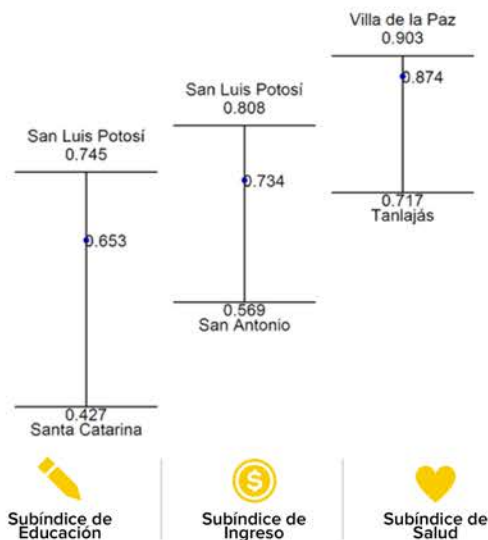 Villa de la Paz
0.903
0.874
0.717
Tanlajás
San Luis Potosí
0.808
0.734
0.569
San Antonio
San Luis Potosí
0.745
0.653
0.427
Santa Catarina
$
Subíndice de
Educación
Subíndice de
Ingreso
Subíndice de
Salud